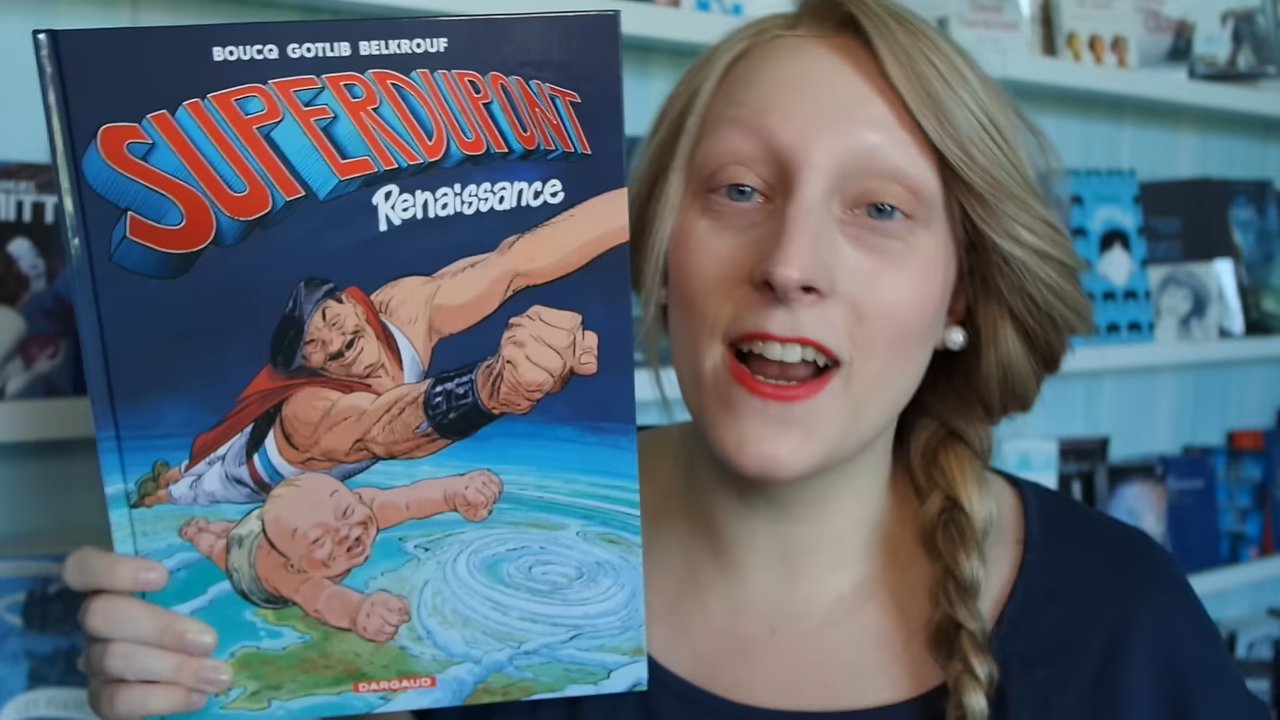 BOUCQ GOTLIB BELKROUF
SUPERDUPONT
Renaissance
DARGAUD